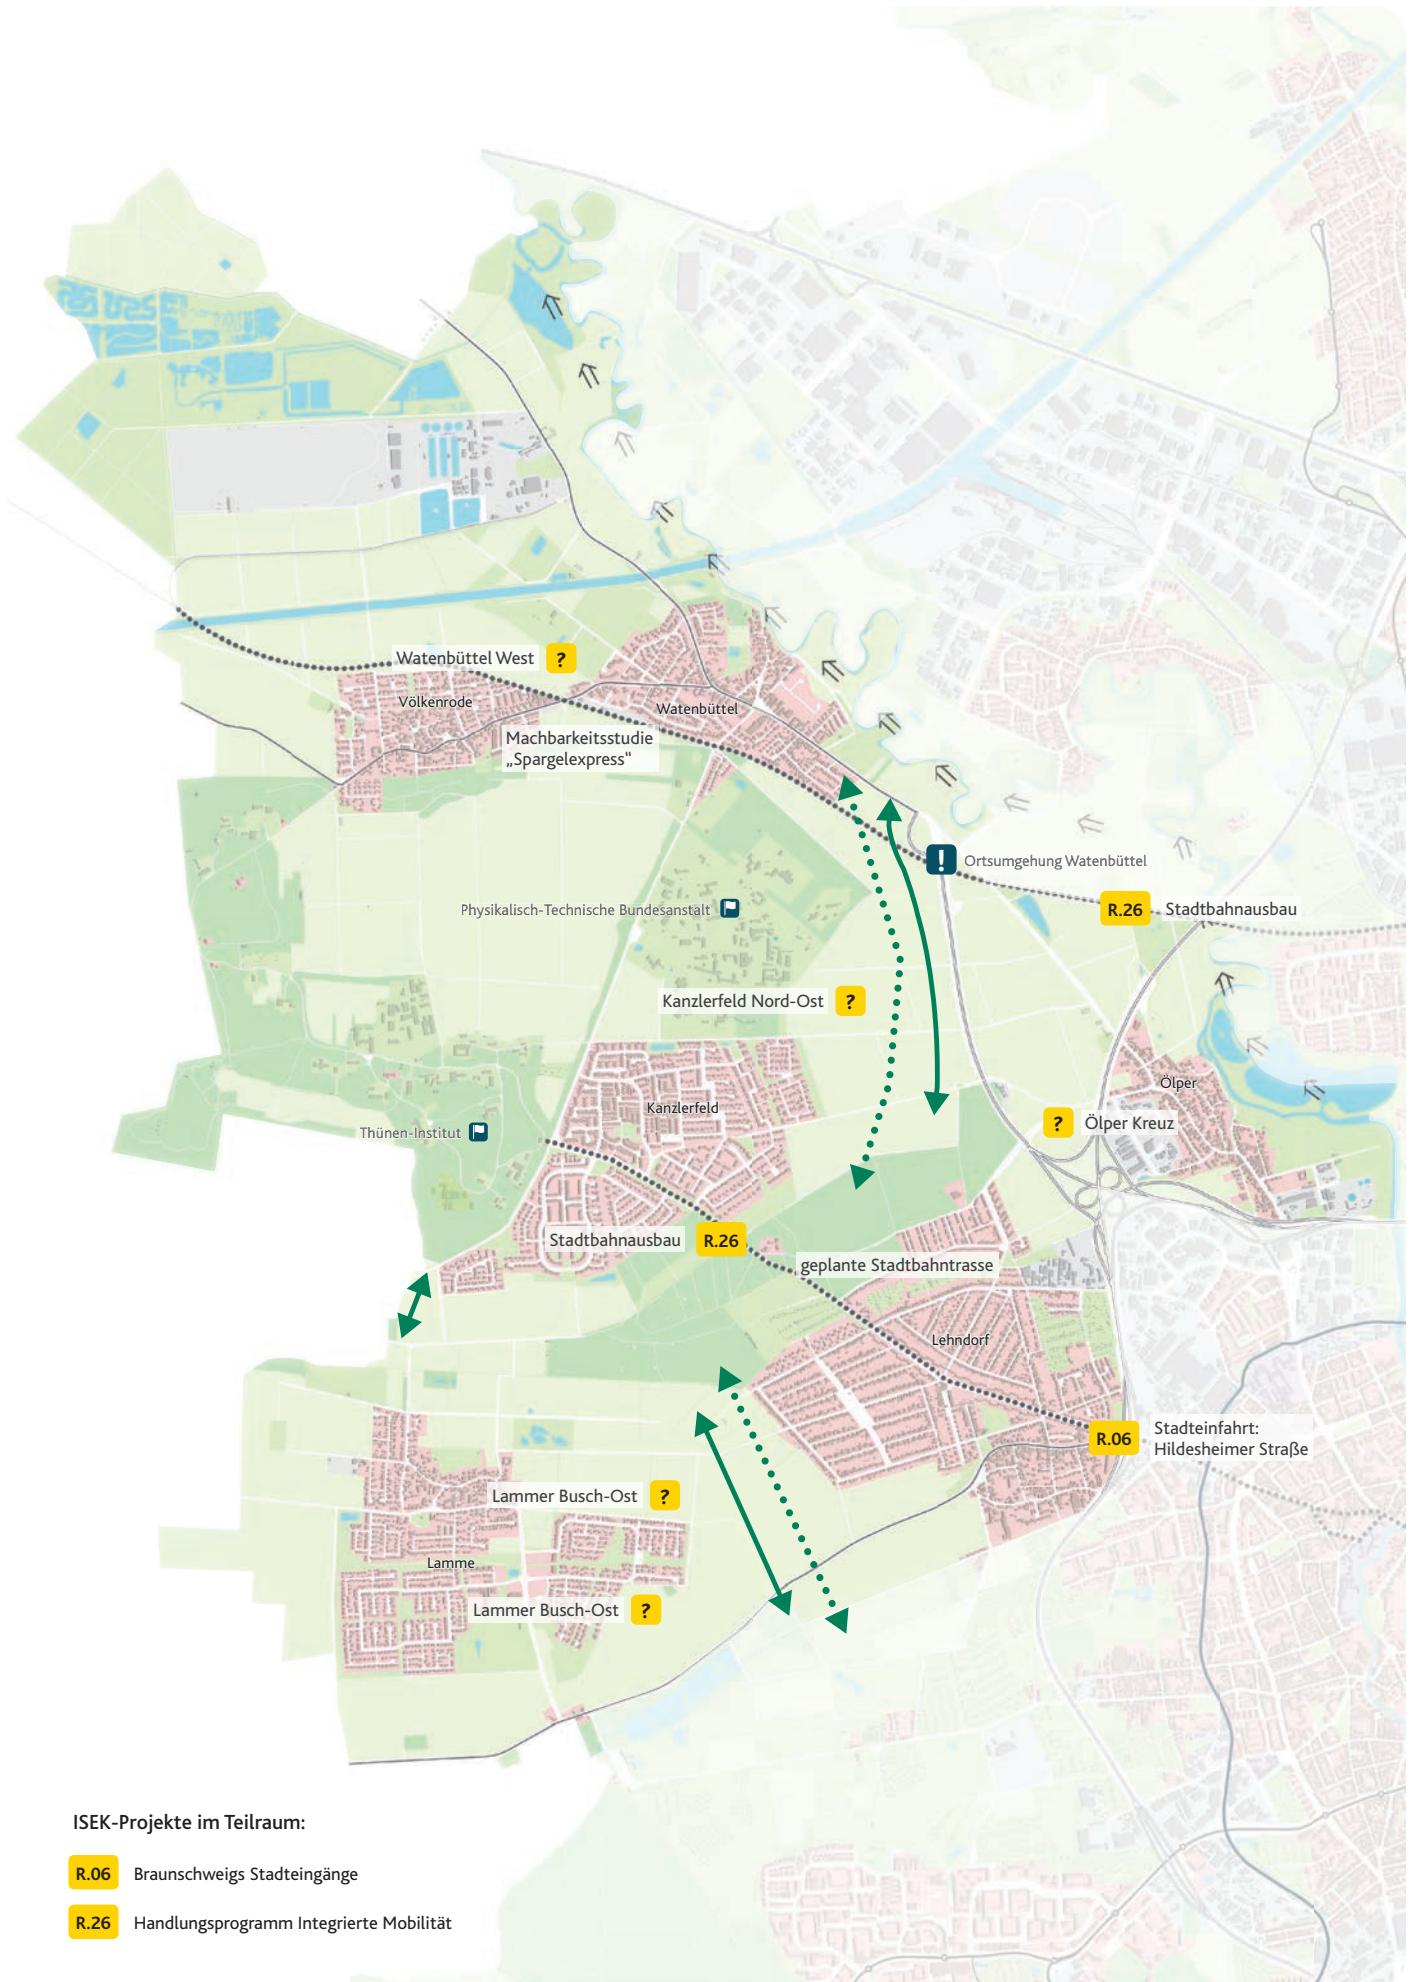 Watenbüttel West ?
Völkenrode
Watenbüttel
Machbarkeitsstudie
„Spargelexpress“
! Ortsumgehung Watenbüttel
Physikalisch-Technische Bundesanstalt
R.26 Stadtbahnausbau
Kanzlerfeld Nord-Ost ?
Ölper
Kanzlerfeld
? Ölper Kreuz
Thünen-Institut
Stadtbahnausbau R.26
geplante Stadtbahntrasse
Lehndorf
R.06 Stadteinfahrt:
Hildesheimer Straße
Lammer Busch-Ost ?
Lamme
Lammer Busch-Ost ?
ISEK-Projekte im Teilraum:
R.06 Braunschweigs Stadteingänge
R.26 Handlungsprogramm Integrierte Mobilität